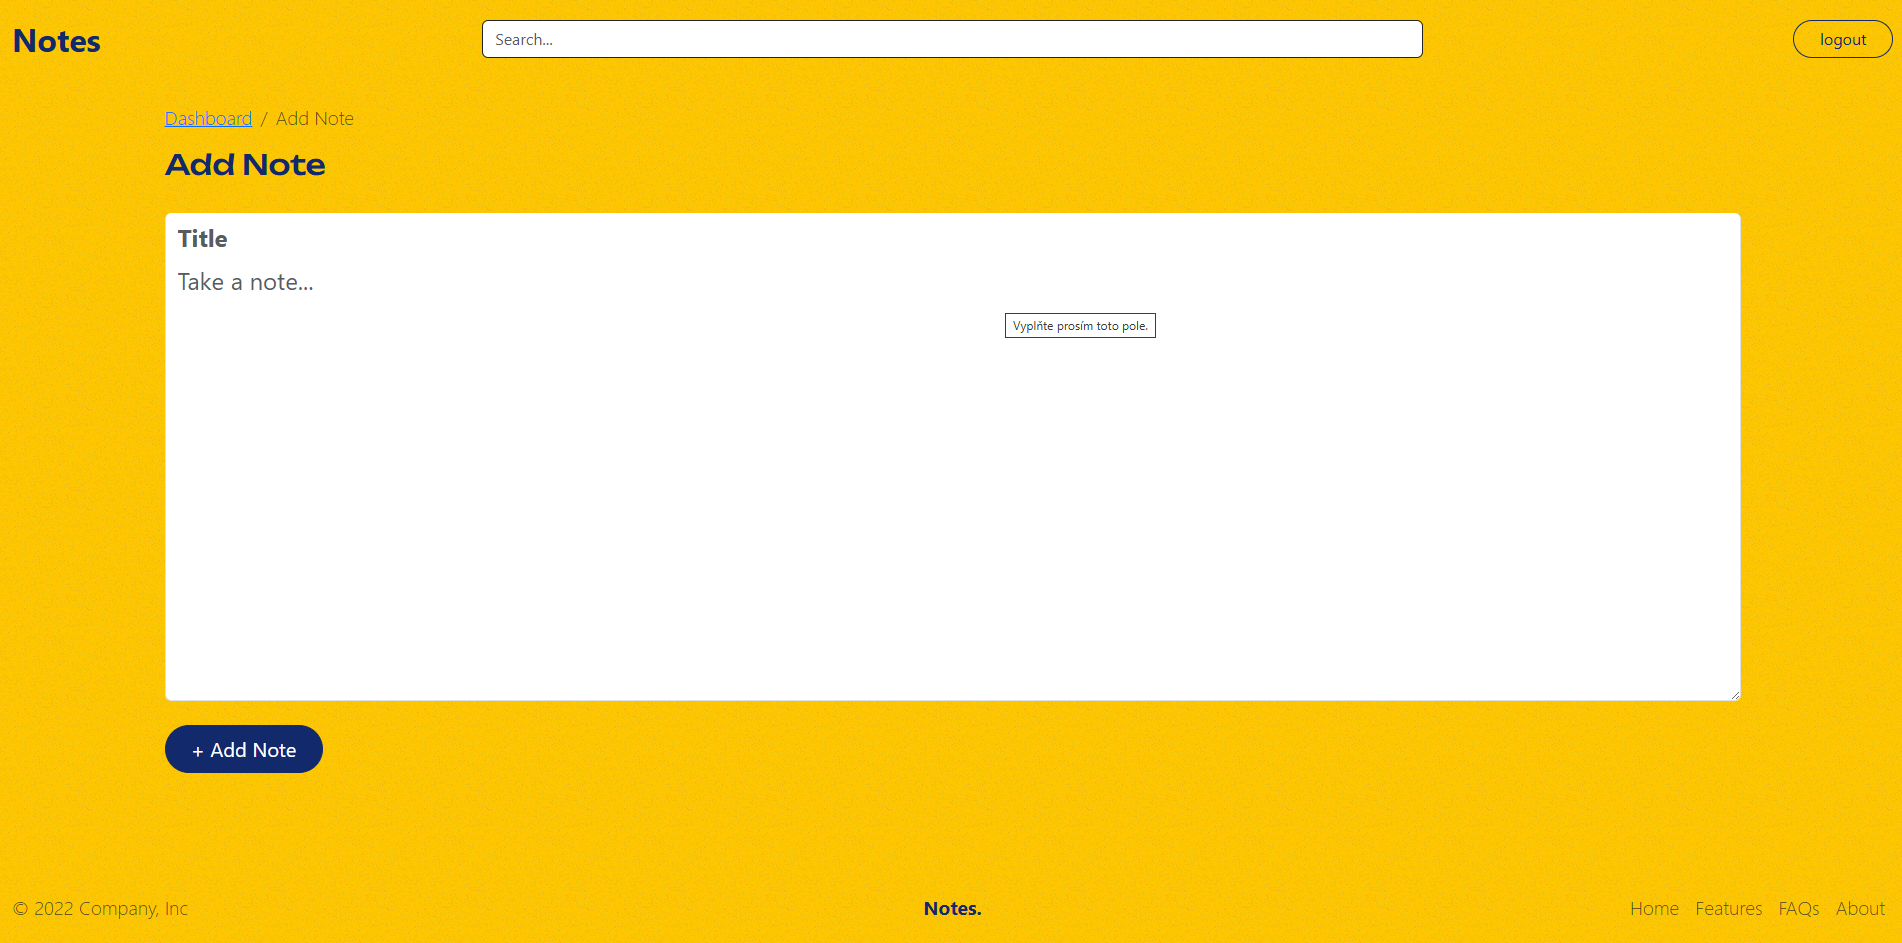 Notes
Search...
logout
Dashboard / Add Note
Add Note
Title
Take a note...
Vyplňte prosím toto pole.
+ Add Note
© 2022 Company, Inc
Notes.
Home Features FAQs About